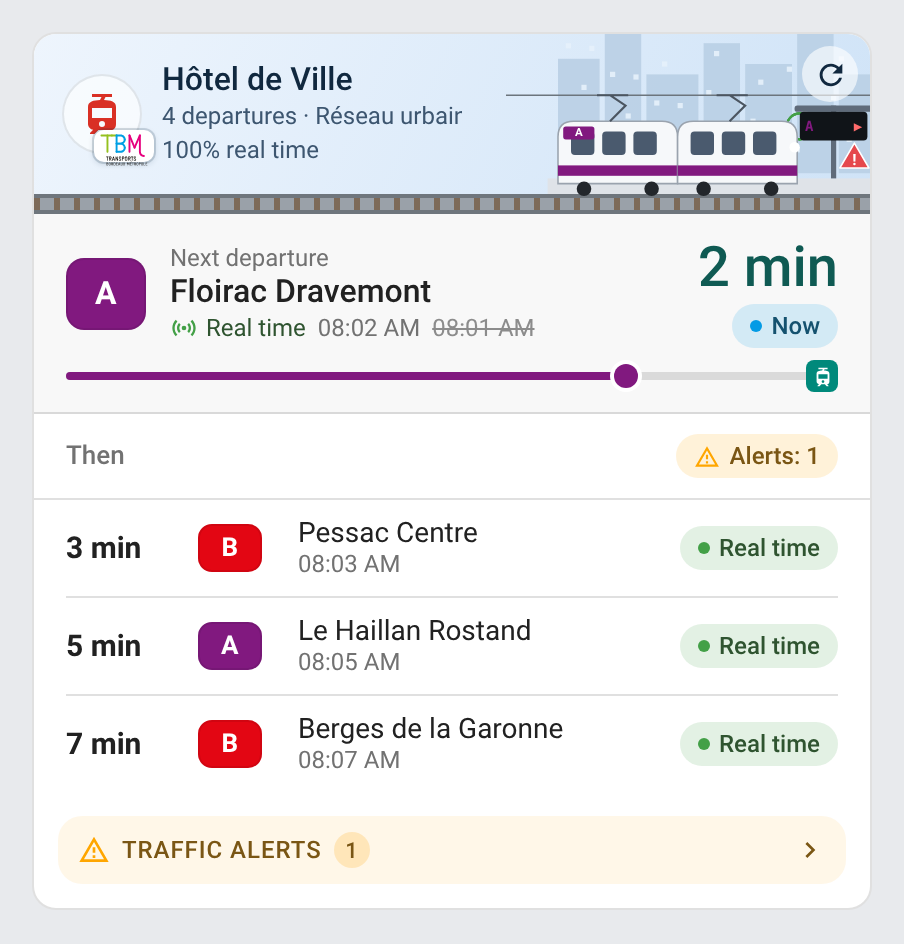 Hôtel de Ville
4 departures · Réseau urbair
100% real time
TBM
TRANSPORTS
BORDEAUX MÉTROPOLE
A
A
A
Next departure
Floirac Dravemont
Real time 08:02 AM 08:01 AM
2 min
Now
Then
Alerts: 1
3 min
B
Pessac Centre
08:03 AM
Real time
5 min
A
Le Haillan Rostand
08:05 AM
Real time
7 min
B
Berges de la Garonne
08:07 AM
Real time
TRAFFIC ALERTS 1